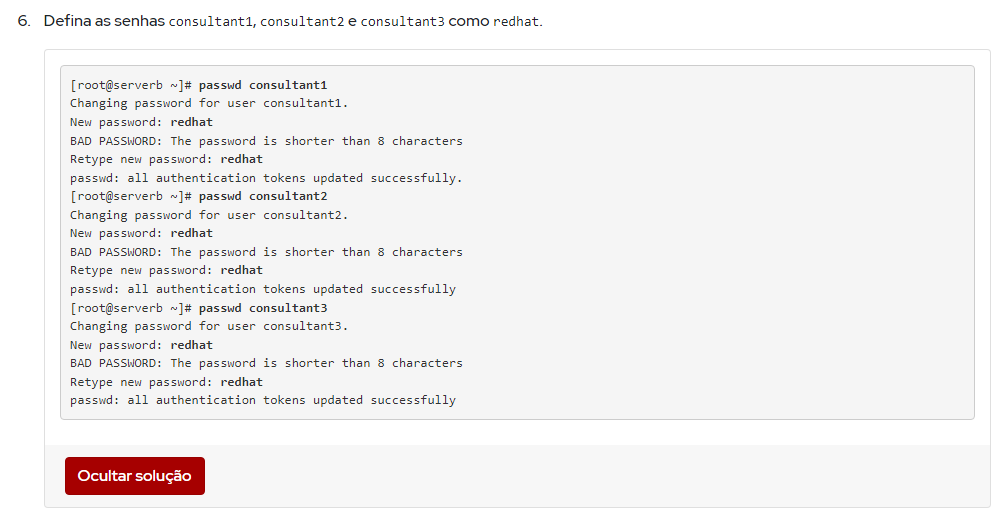 6. Defina as senhas consultant1, consultant2 e consultant3 como redhat.
[root@serverb ~]# passwd consultant1
Changing password for user consultant1.
New password: redhat
BAD PASSWORD: The password is shorter than 8 characters
Retype new password: redhat
passwd: all authentication tokens updated successfully.
[root@serverb ~]# passwd consultant2
Changing password for user consultant2.
New password: redhat
BAD PASSWORD: The password is shorter than 8 characters
Retype new password: redhat
passwd: all authentication tokens updated successfully
[root@serverb ~]# passwd consultant3
Changing password for user consultant3.
New password: redhat
BAD PASSWORD: The password is shorter than 8 characters
Retype new password: redhat
passwd: all authentication tokens updated successfully
Ocultar solução